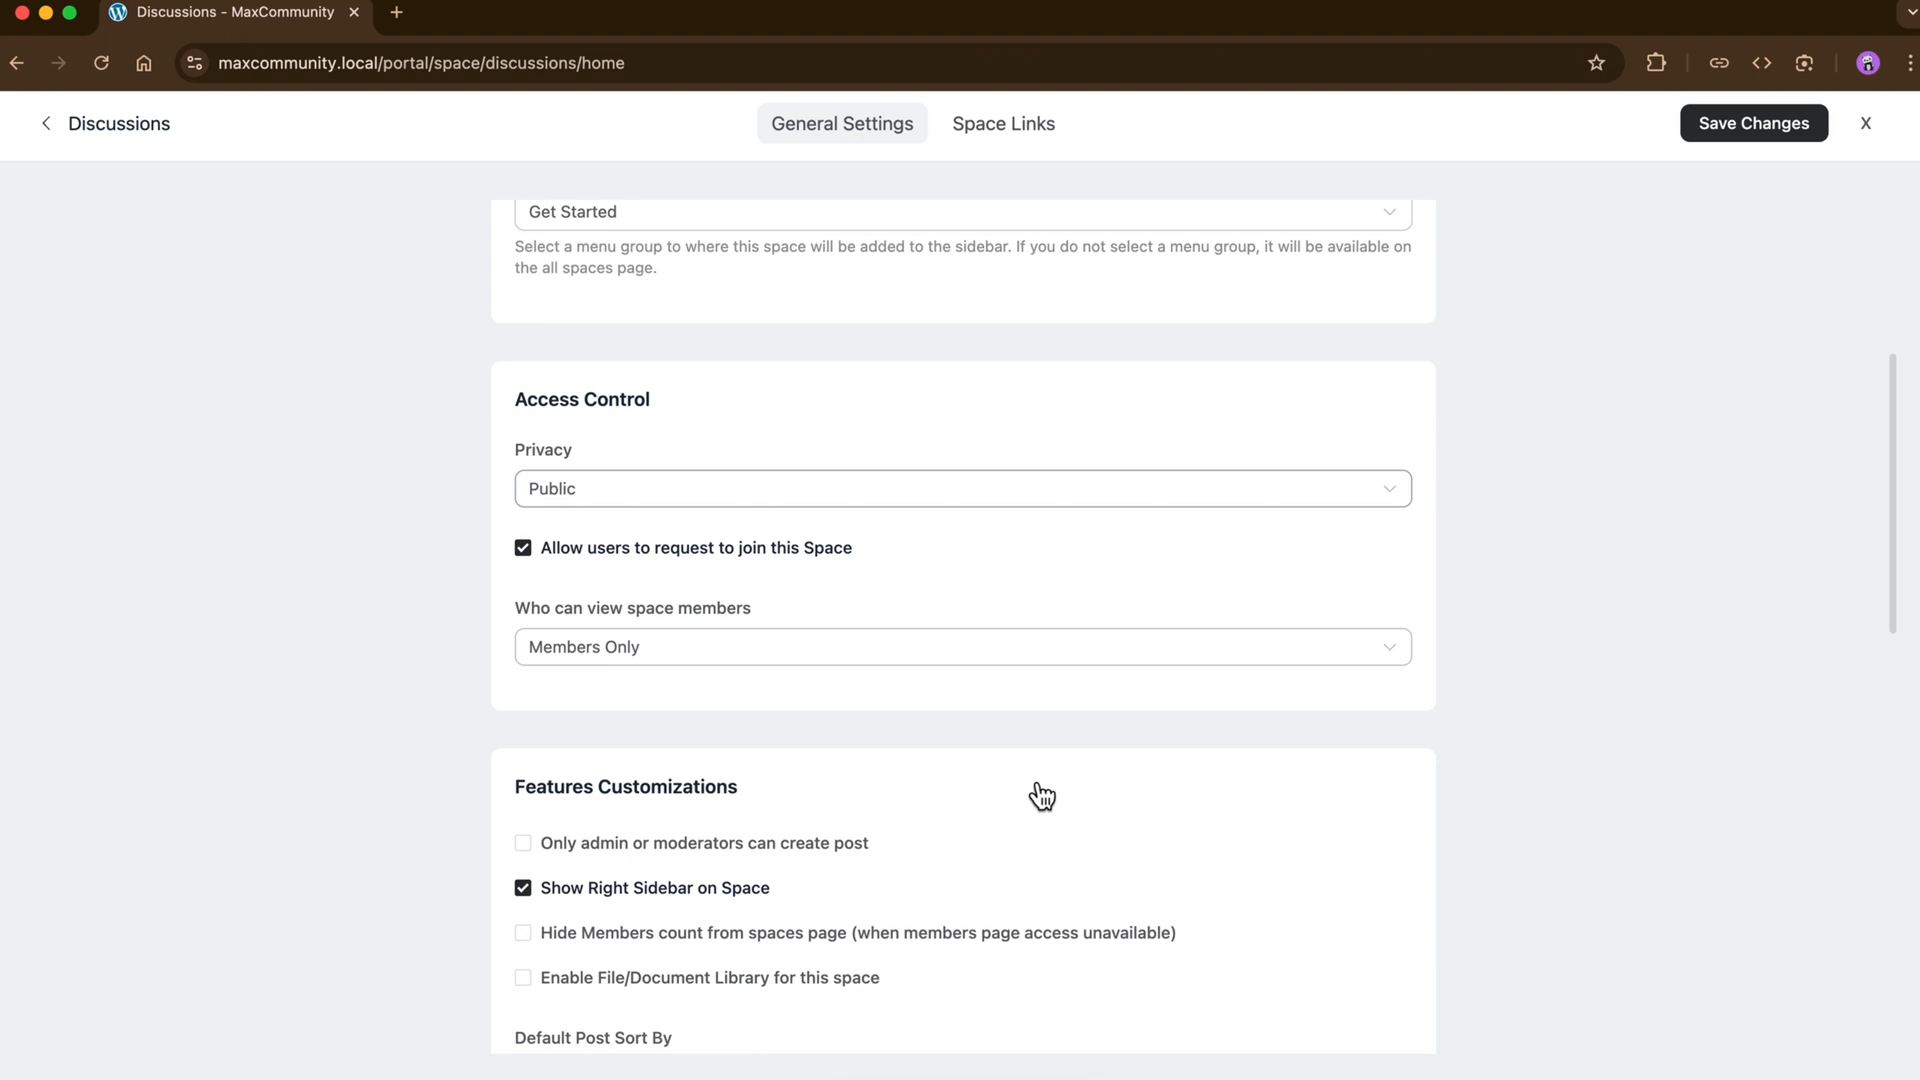 Discussions - MaxCommunity
maxcommunity.local/portal/space/discussions/home
Discussions
General Settings
Space Links
Save Changes
X
Get Started
Select a menu group to where this space will be added to the sidebar. If you do not select a menu group, it will be available on
the all spaces page.
Access Control
Privacy
Public
Allow users to request to join this Space
Who can view space members
Members Only
Features Customizations
Only admin or moderators can create post
Show Right Sidebar on Space
Hide Members count from spaces page (when members page access unavailable)
Enable File/Document Library for this space
Default Post Sort By